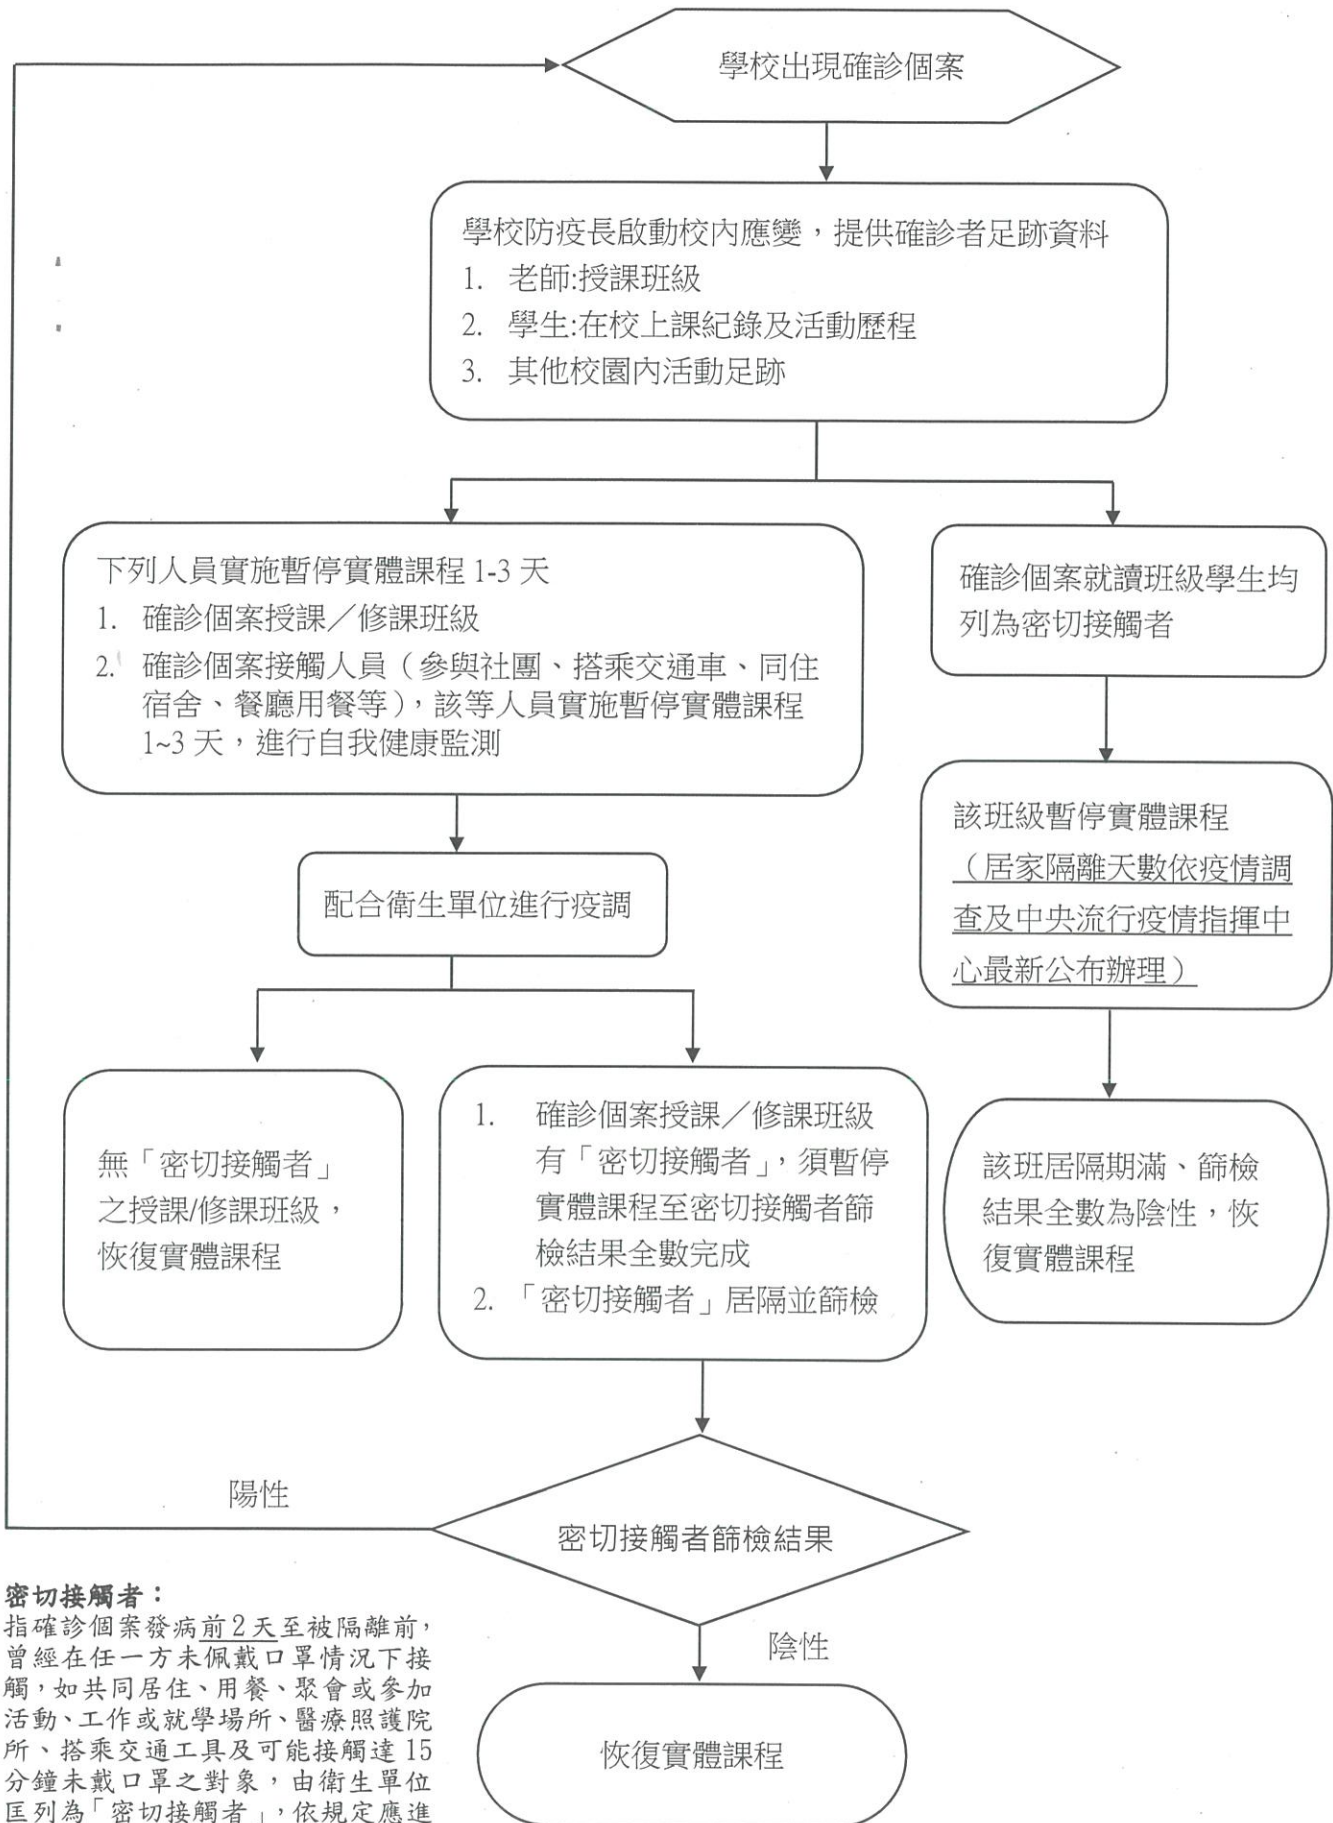 學校出現確診個案
學校防疫長啟動校內應變，提供確診者足跡資料
1. 老師:授課班級
2. 學生:在校上課紀錄及活動歷程
3. 其他校園內活動足跡
下列人員實施暫停實體課程 1-3 天
1. 確診個案授課／修課班級
2. 確診個案接觸人員（參與社團、搭乘交通車、同住
宿舍、餐廳用餐等），該等人員實施暫停實體課程
1~3 天，進行自我健康監測
確診個案就讀班級學生均
列為密切接觸者
配合衛生單位進行疫調
該班級暫停實體課程
（居家隔離天數依疫情調
查及中央流行疫情指揮中
心最新公布辦理）
無「密切接觸者」
之授課/修課班級，
恢復實體課程
1. 確診個案授課／修課班級
有「密切接觸者」，須暫停
實體課程至密切接觸者篩
檢結果全數完成
2. 「密切接觸者」居隔並篩檢
該班居隔期滿、篩檢
結果全數為陰性，恢
復實體課程
陽性
密切接觸者篩檢結果
陰性
恢復實體課程
密切接觸者：
指確診個案發病前2天至被隔離前，
曾經在任一方未佩戴口罩情況下接
觸，如共同居住、用餐、聚會或參加
活動、工作或就學場所、醫療照護院
所、搭乘交通工具及可能接觸達 15
分鐘未戴口罩之對象，由衛生單位
匡列為「密切接觸者」，依規定應進